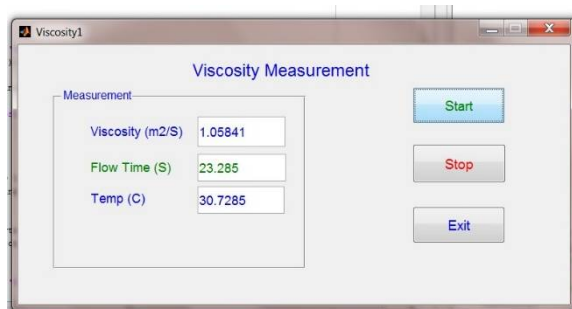 Viscosity1
Viscosity Measurement
Measurement
Viscosity (m2/S) 1.05841
Flow Time (S) 23.285
Temp (C) 30.7285
Start
Stop
Exit